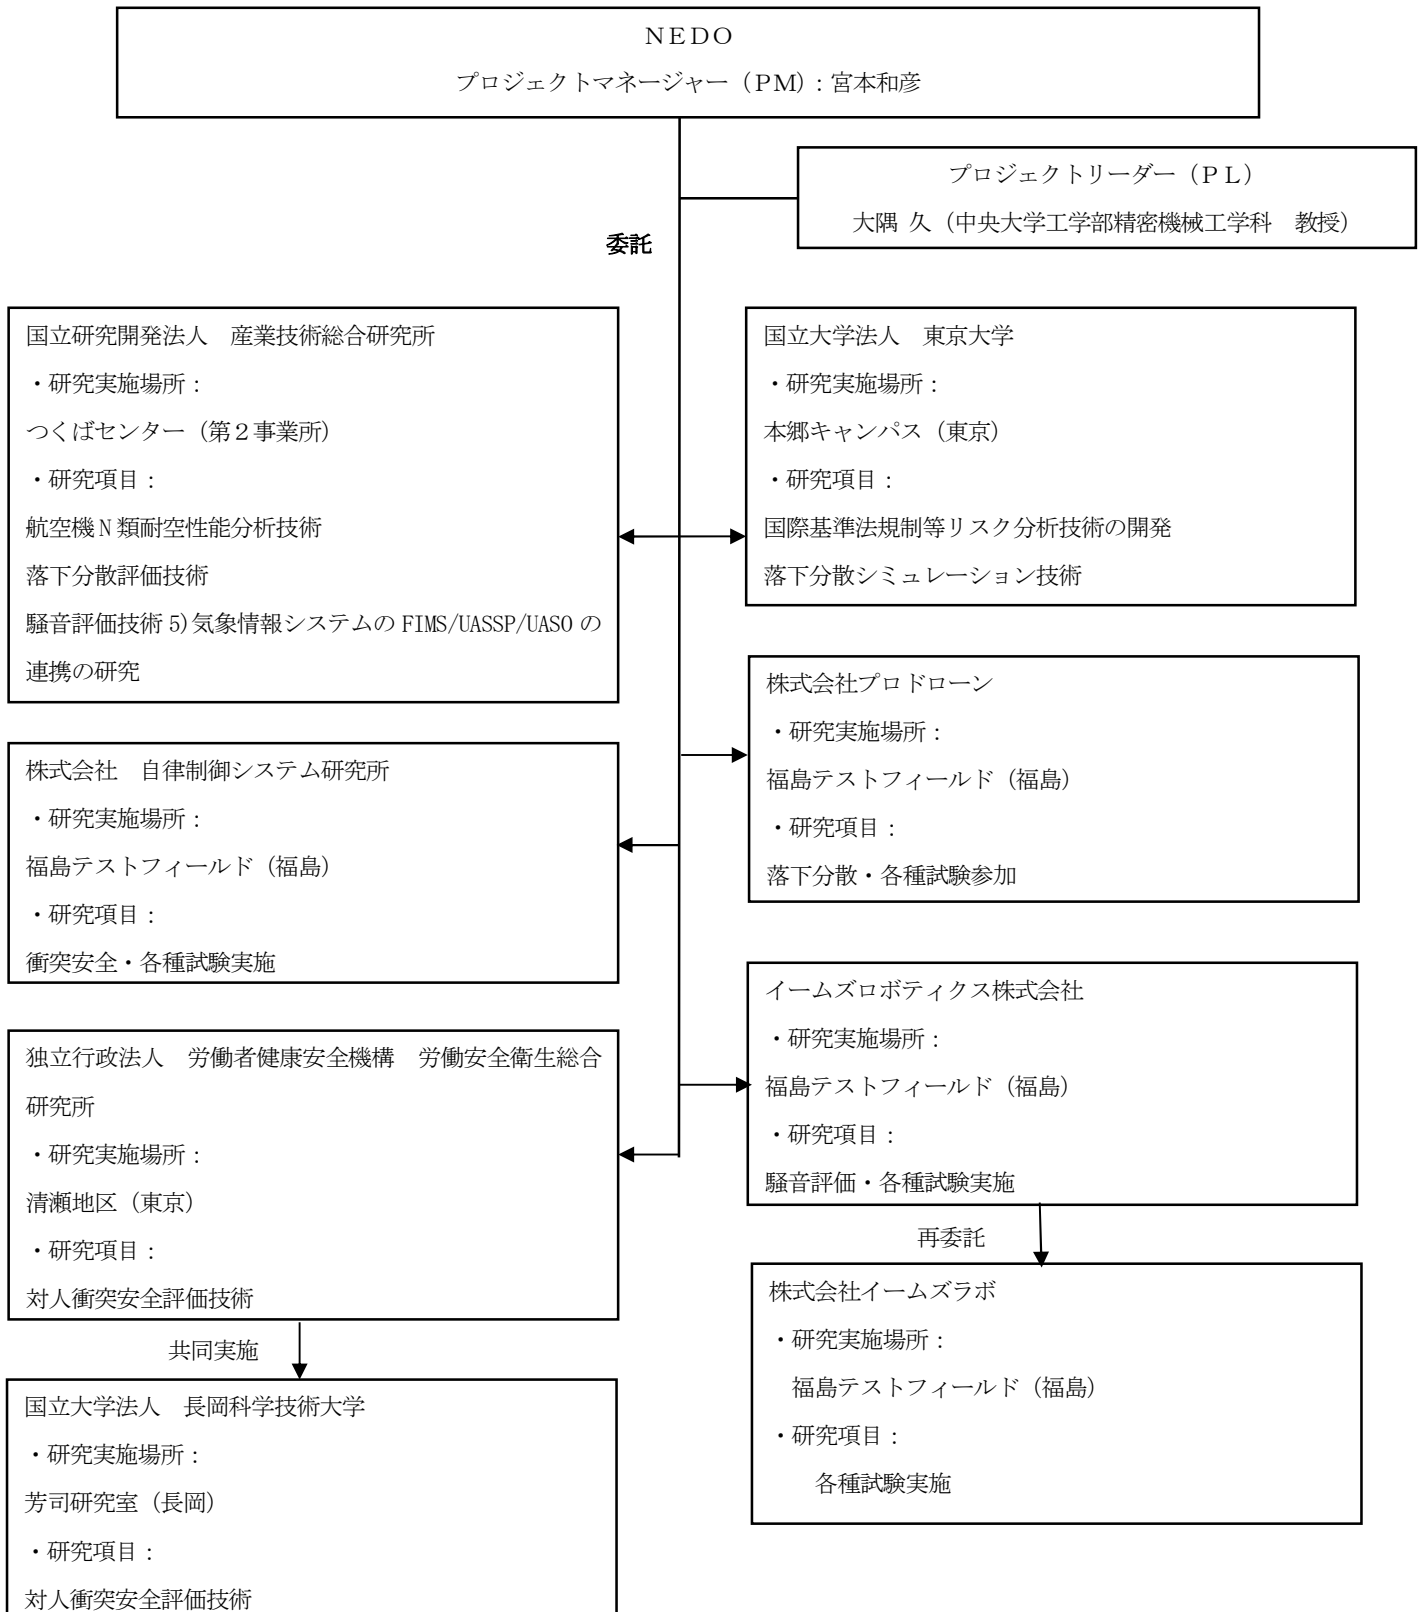 NEDO
プロジェクトマネージャー(PM):宮本和彦
プロジェクトリーダー(PL)
大隅 久(中央大学工学部精密機械工学科 教授)
委託
国立研究開発法人 産業技術総合研究所
・研究実施場所:
つくばセンター(第2事業所)
・研究項目:
航空機N類耐空性能分析技術
落下分散評価技術
騒音評価技術 5)気象情報システムの FIMS/UASSP/UASO の
連携の研究
国立大学法人 東京大学
・研究実施場所:
本郷キャンパス(東京)
・研究項目:
国際基準法規制等リスク分析技術の開発
落下分散シミュレーション技術
株式会社プロドローン
・研究実施場所:
福島テストフィールド(福島)
・研究項目:
落下分散・各種試験参加
株式会社 自律制御システム研究所
・研究実施場所:
福島テストフィールド(福島)
・研究項目:
衝突安全・各種試験実施
イームズロボティクス株式会社
・研究実施場所:
福島テストフィールド(福島)
・研究項目:
騒音評価・各種試験実施
独立行政法人 労働者健康安全機構 労働安全衛生総合
研究所
・研究実施場所:
清瀬地区(東京)
・研究項目:
対人衝突安全評価技術
再委託
株式会社イームズラボ
・研究実施場所:
福島テストフィールド(福島)
・研究項目:
各種試験実施
共同実施
国立大学法人 長岡科学技術大学
・研究実施場所:
芳司研究室(長岡)
・研究項目:
対人衝突安全評価技術